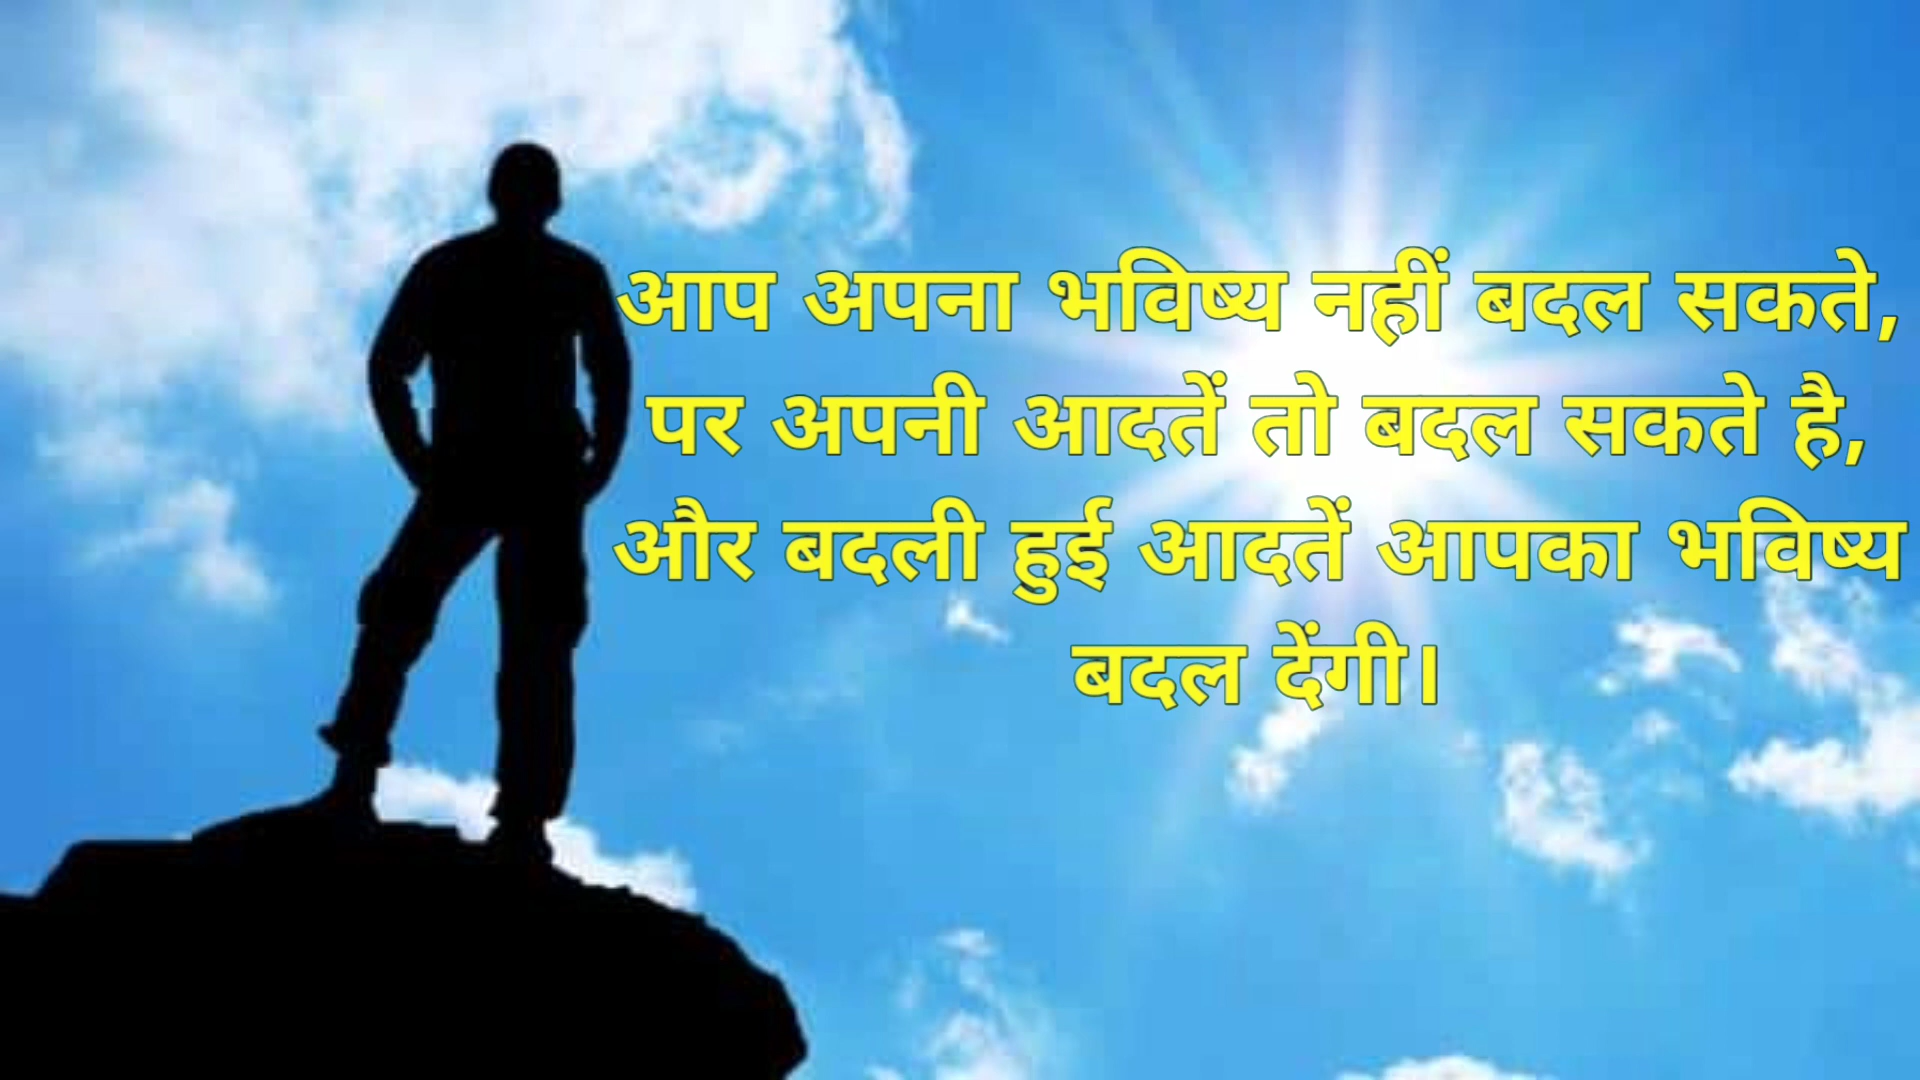 आप अपना भविष्य नहीं बदल सकते,
पर अपनी आदतें तो बदल सकते है,
और बदली हुई आदतें आपका भविष्य
बदल देंगी।